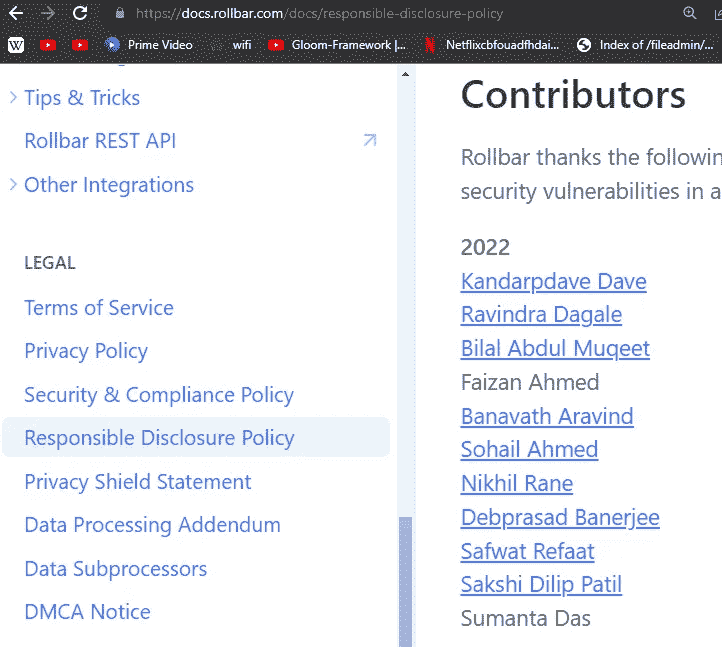 https://docs.rollbar.com/docs/responsible-disclosure-policy
W Prime Video wifi Gloom-Framework |... N Netflixcbfouadfhdai... Index of /fileadmin/...
Tips & Tricks
Rollbar REST API
Other Integrations
LEGAL
Terms of Service
Privacy Policy
Security & Compliance Policy
Responsible Disclosure Policy
Privacy Shield Statement
Data Processing Addendum
Data Subprocessors
DMCA Notice
Contributors
Rollbar thanks the followin
security vulnerabilities in a
2022
Kandarpdave Dave
Ravindra Dagale
Bilal Abdul Muqeet
Faizan Ahmed
Banavath Aravind
Sohail Ahmed
Nikhil Rane
Debprasad Banerjee
Safwat Refaat
Sakshi Dilip Patil
Sumanta Das